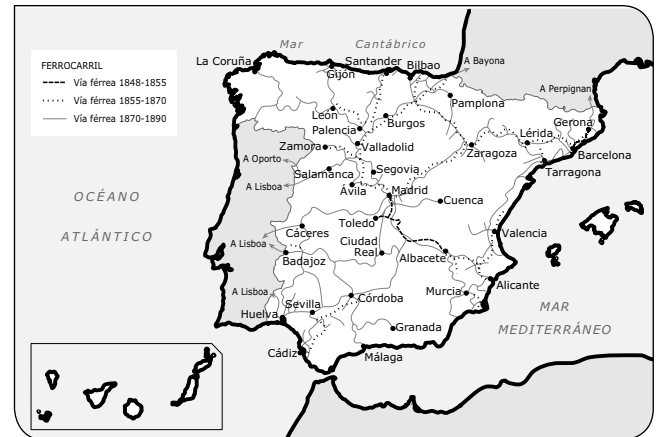 Mar Cantábrico
A Bayona
A Perpignan
FERROCARRIL
Vía férrea 1848-1855
Vía férrea 1855-1870
Vía férrea 1870-1890
La Coruña
Gijón
Santander
Bilbao
León
Palencia
Burgos
Pamplona
Zamora
Valladolid
Zaragoza
Lérida
Gerona
Barcelona
Tarragona
A Oporto
Salamanca
Segovia
A Lisboa
Ávila
Madrid
Cuenca
OCÉANO
ATLÁNTICO
Toledo
Cáceres
Ciudad
Real
Valencia
A Lisboa
Badajoz
Albacete
Alicante
A Lisboa
Sevilla
Córdoba
Murcia
Huelva
Granada
MAR
MEDITERRÁNEO
Cádiz
Málaga